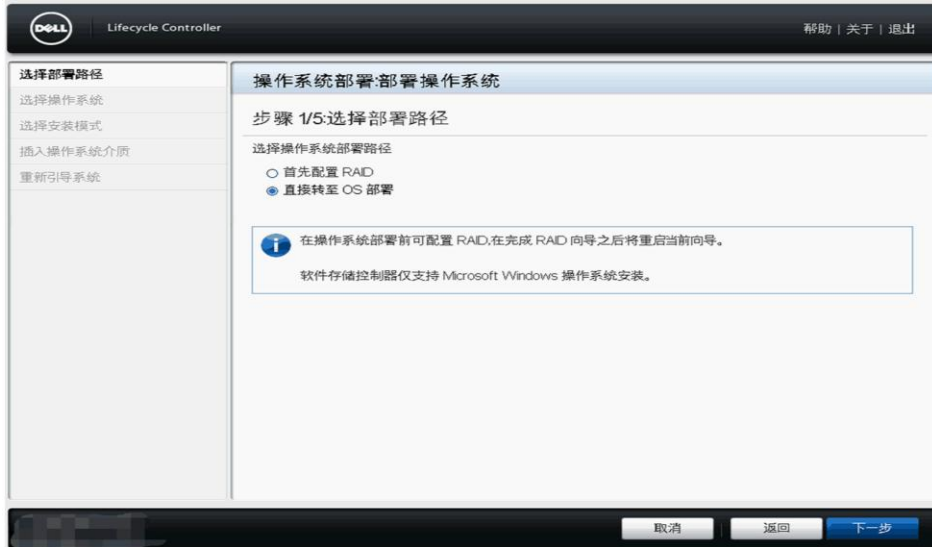 DELL Lifecycle Controller 帮助 | 关于 | 退出
选择部署路径
选择操作系统
选择安装模式
插入操作系统介质
重新引导系统
操作系统部署:部署操作系统
步骤 1/5:选择部署路径
选择操作系统部署路径
首先配置 RAID
直接转至 OS 部署
在操作系统部署前可配置 RAID,在完成 RAID 向导之后将重启当前向导。
软件存储控制器仅支持 Microsoft Windows 操作系统安装。
取消 返回 下一步